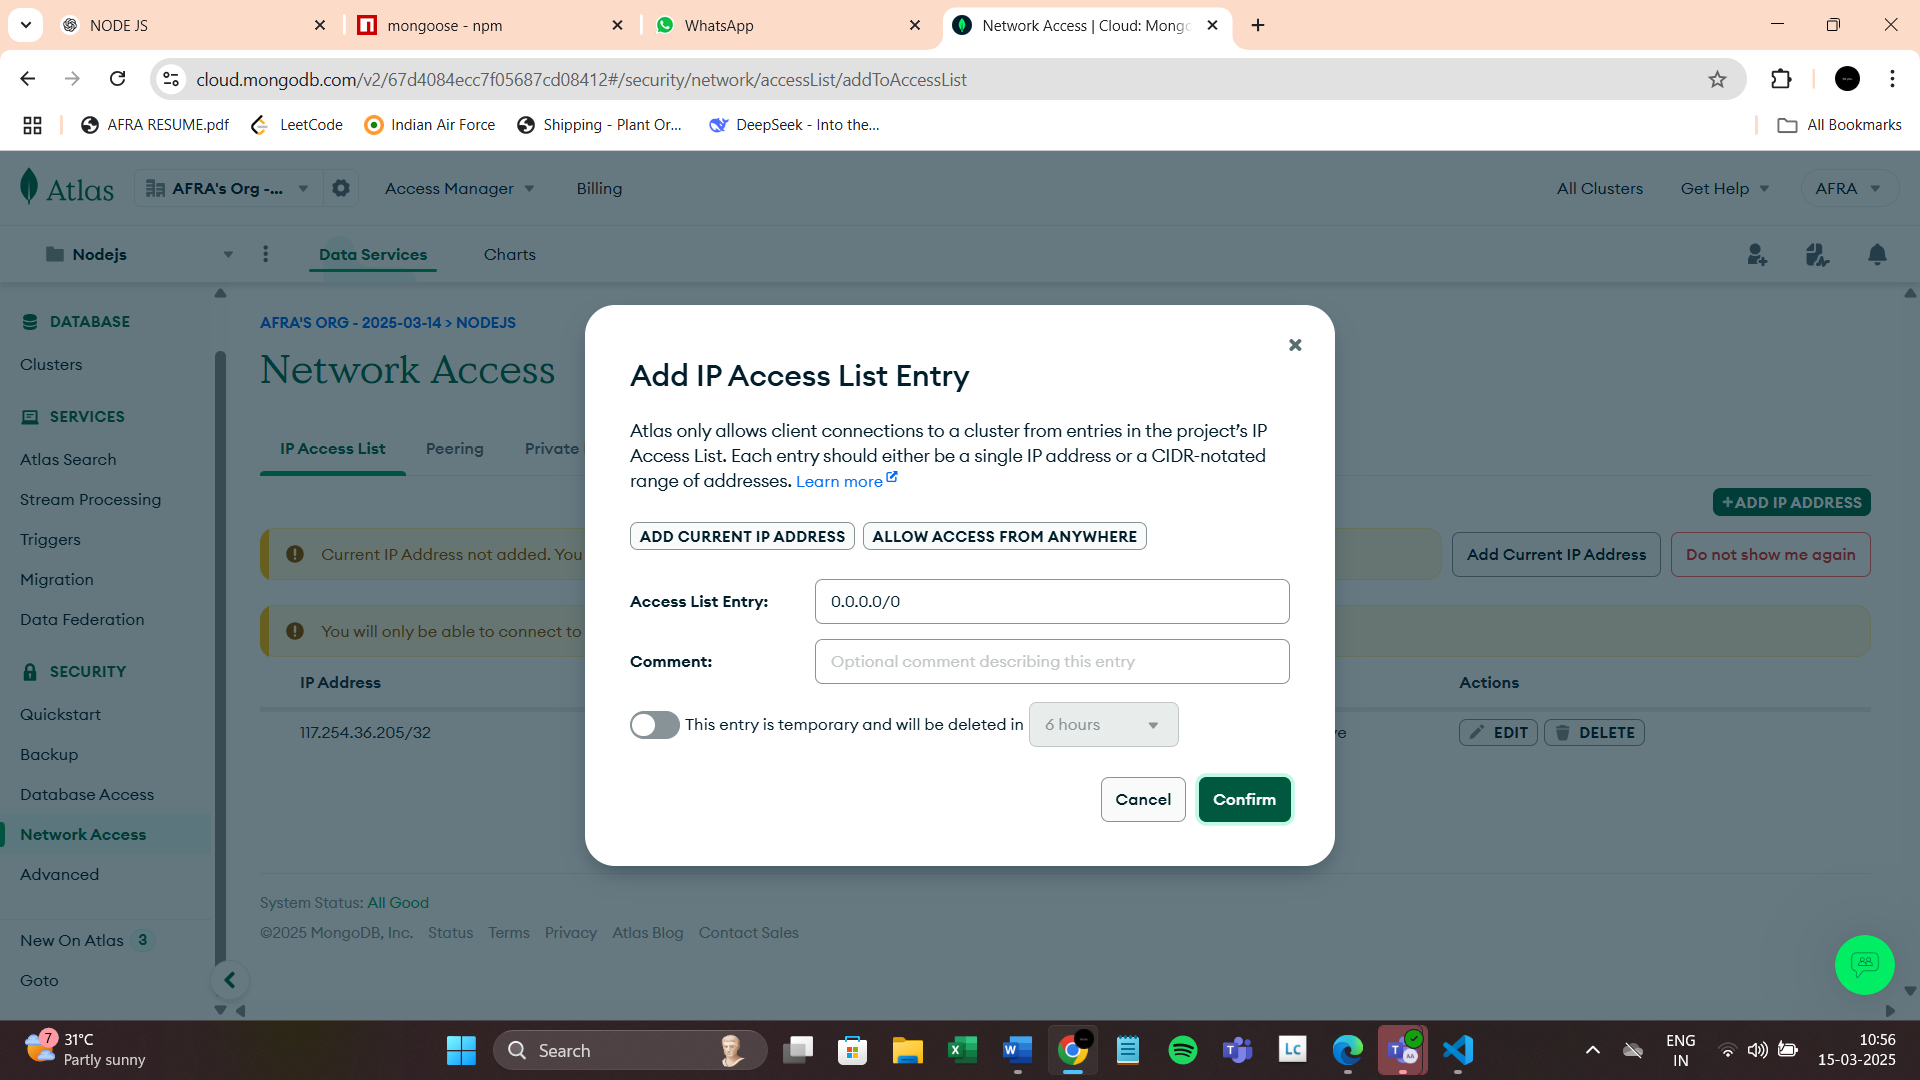 NODE JS
mongoose - npm
WhatsApp
Network Access | Cloud: Mongo
cloud.mongodb.com/v2/67d4084ecc7f05687cd08412#/security/network/accessList/addToAccessList
AFRA RESUME.pdf
LeetCode
Indian Air Force
Shipping - Plant Or...
DeepSeek - Into the...
All Bookmarks
Atlas
AFRA's Org -...
Access Manager
Billing
All Clusters
Get Help
AFRA
Nodejs
Data Services
Charts
DATABASE
Clusters
SERVICES
Atlas Search
Stream Processing
Triggers
Migration
Data Federation
SECURITY
Quickstart
Backup
Database Access
Network Access
Advanced
New On Atlas 3
Goto
AFRA'S ORG - 2025-03-14 > NODEJS
Network Access
IP Access List
Peering
Private
+ADD IP ADDRESS
Current IP Address not added. You
Add Current IP Address
Do not show me again
You will only be able to connect to
IP Address
Actions
117.254.36.205/32
EDIT
DELETE
Add IP Access List Entry
Atlas only allows client connections to a cluster from entries in the project's IP
Access List. Each entry should either be a single IP address or a CIDR-notated
range of addresses. Learn more
ADD CURRENT IP ADDRESS
ALLOW ACCESS FROM ANYWHERE
Access List Entry:
0.0.0.0/0
Comment:
Optional comment describing this entry
This entry is temporary and will be deleted in
6 hours
Cancel
Confirm
System Status: All Good
©2025 MongoDB, Inc. Status Terms Privacy Atlas Blog Contact Sales
7
31°C
Partly sunny
Search
LC
AA
ENG
IN
10:56
15-03-2025